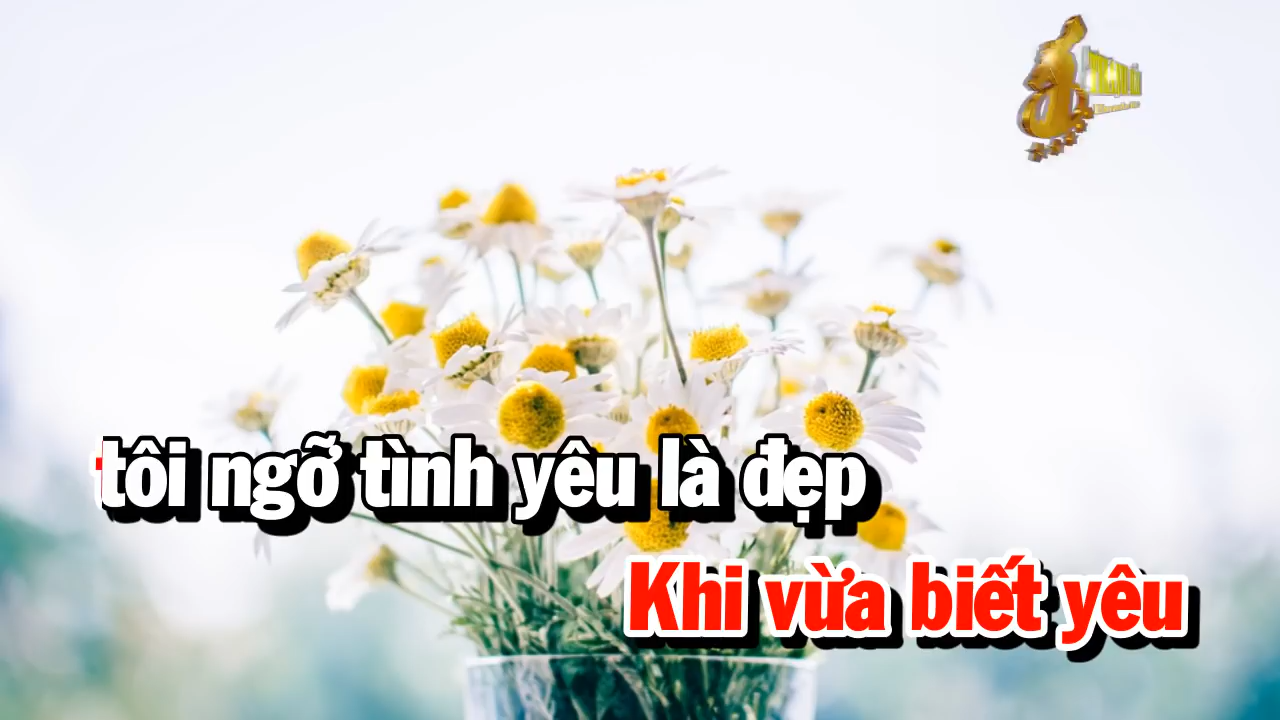 tôi ngỡ tình yêu là đẹp
Khi vừa biết yêu